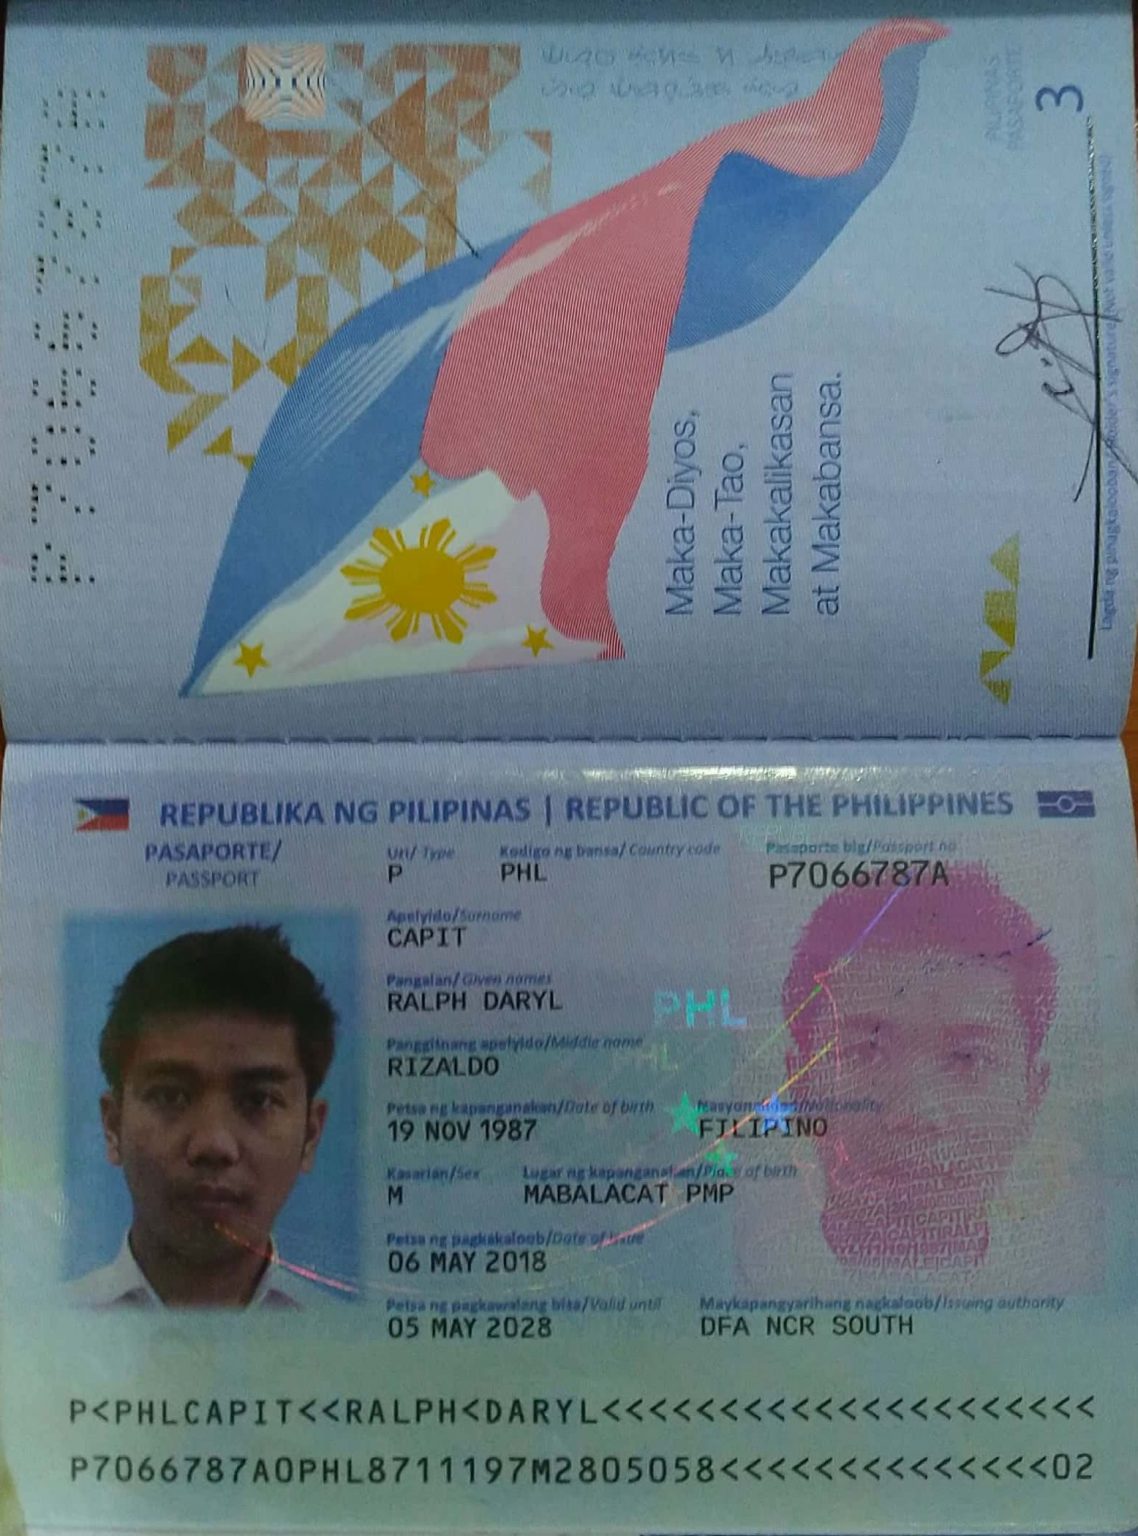 P7066787A
3
PILIPINAS
PASAPORTE
Maka-Diyos,
Maka-Tao,
Makakalikasan
at Makabansa.
Lagda ng pinagkalooban/Holder's signature (Not valid unless signed)
REPUBLIKA NG PILIPINAS | REPUBLIC OF THE PHILIPPINES
PASAPORTE/
PASSPORT
Uri/ Type
Kodigo ng bansa/ Country code
Pasaporte blg/Passport no
P
PHL
P7066787A
Apelyido/Surname
CAPIT
Pangalan/ Given names
RALPH DARYL
PHL
Panggitnang apelyido/Middle name
RIZALDO
Petsa ng kapanganakan/Date of birth
Nasyonalidad/Nationality
19 NOV 1987
FILIPINO
Kasarian/Sex
Lugar ng kapanganakan/Place of birth
M
MABALACAT PMP
Petsa ng pagkakaloob/Date of issue
06 MAY 2018
Petsa ng pagkawalang bisa/Valid until
Maykapangyarihang nagkaloob/Issuing authority
05 MAY 2028
DFA NCR SOUTH
P<PHLCAPIT<<RALPH<DARYL<<<<<<<<<<<<<<<<<<<<<
P7066787A0PHL8711197M2805058<<<<<<<<<<<<<<02